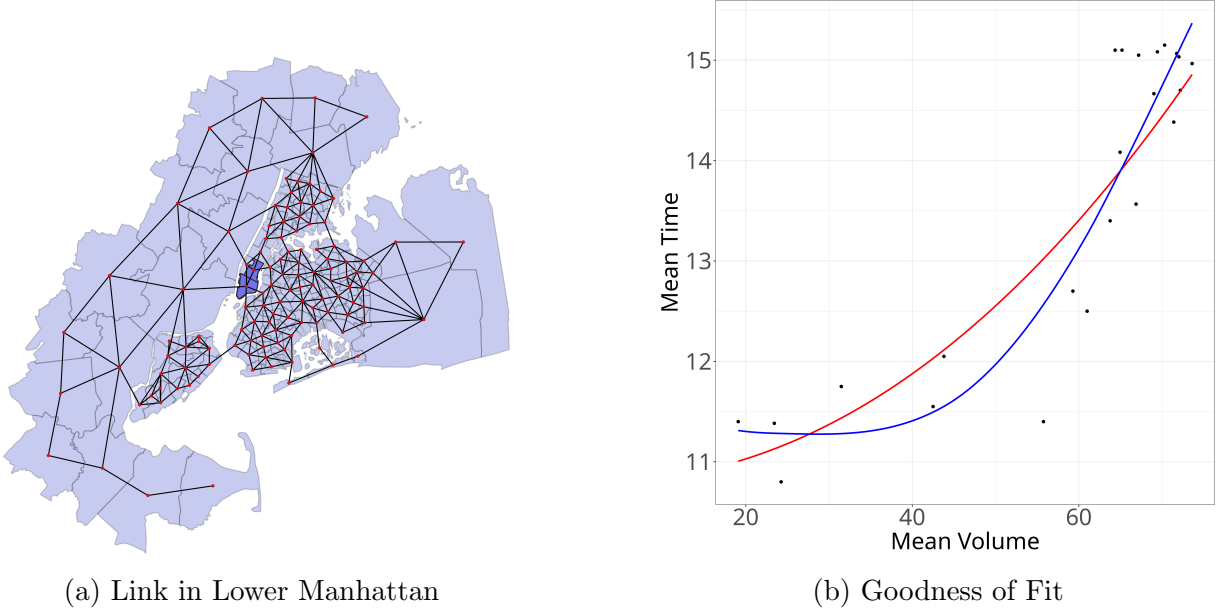 15
14
13
12
11
Mean Time
20 40 60
Mean Volume
(a) Link in Lower Manhattan
(b) Goodness of Fit